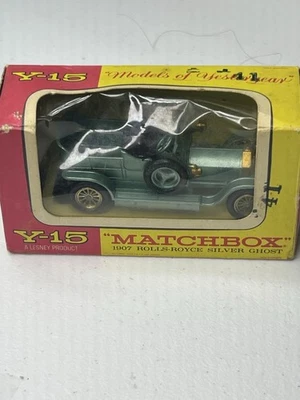 Y-15 "Models of Yesteryear"
Y-15 "MATCHBOX"
A LESNEY PRODUCT 1907 ROLLS-ROYCE SILVER GHOST